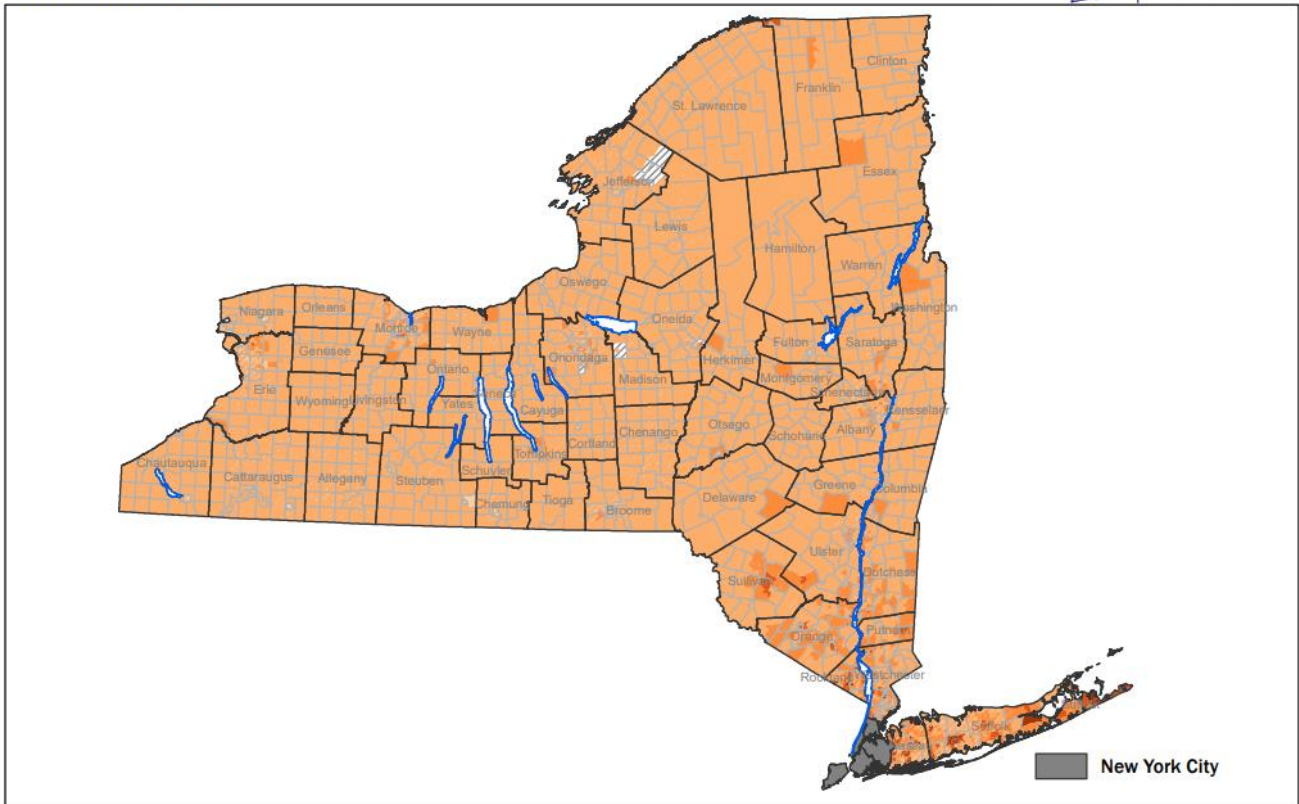 Clinton
Franklin
St. Lawrence
Essex
Jefferson
Lewis
Hamilton
Warren
Oswego
Washington
Niagara
Orleans
Monroe
Wayne
Oneida
Herkimer
Fulton
Saratoga
Genesee
Onondaga
Ontario
Madison
Montgomery
Schenectady
Erie
Wyoming
Livingston
Yates
Seneca
Cayuga
Otsego
Schoharie
Albany
Rensselaer
Chenango
Cortland
Tompkins
Chautauqua
Cattaraugus
Allegany
Steuben
Schuyler
Chemung
Tioga
Broome
Delaware
Greene
Columbia
Ulster
Dutchess
Sullivan
Orange
Putnam
Rockland
Westchester
Suffolk
New York City